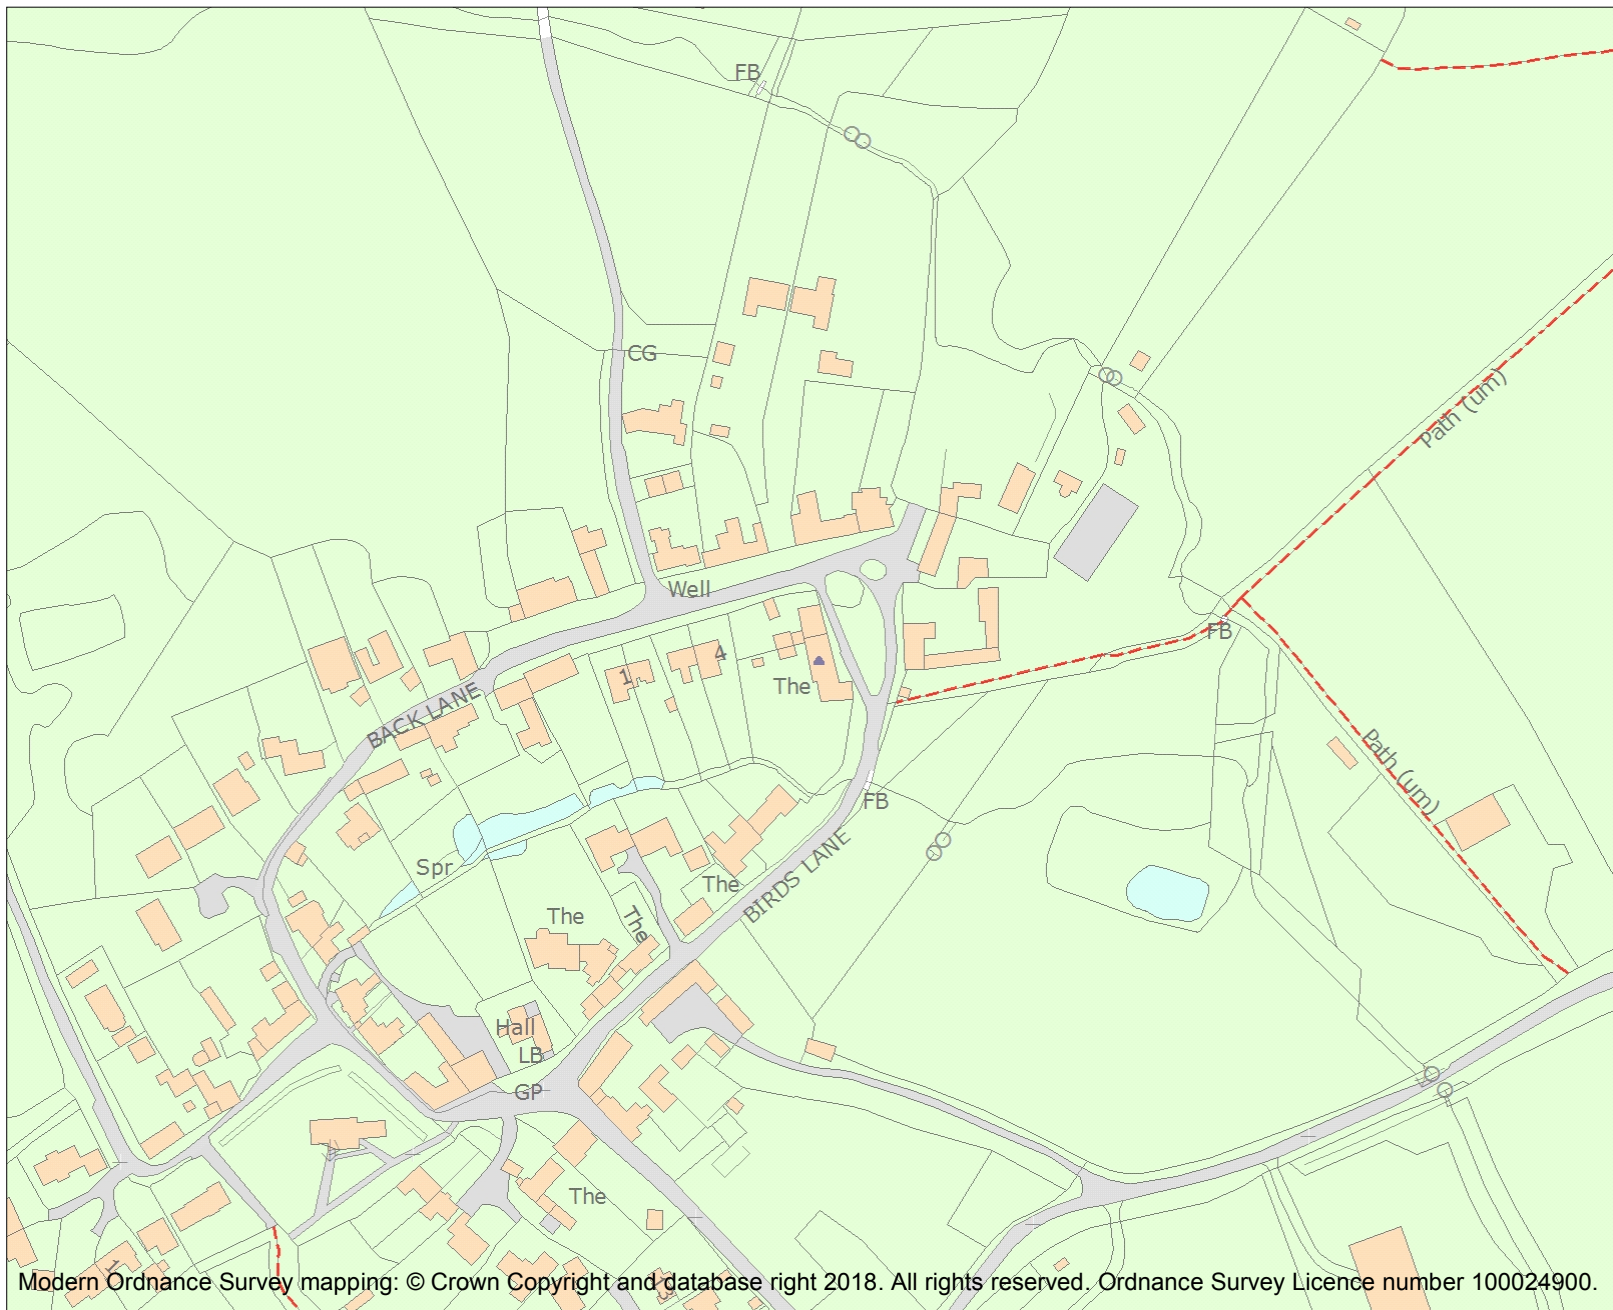 FB
CG
Path (um)
Well
FB
4
1
The
BACK LANE
Path (um)
FB
BIRDS LANE
Spr
The
The
The
Hall
LB
GP
The
1
13
Modern Ordnance Survey mapping: © Crown Copyright and database right 2018. All rights reserved. Ordnance Survey Licence number 100024900.